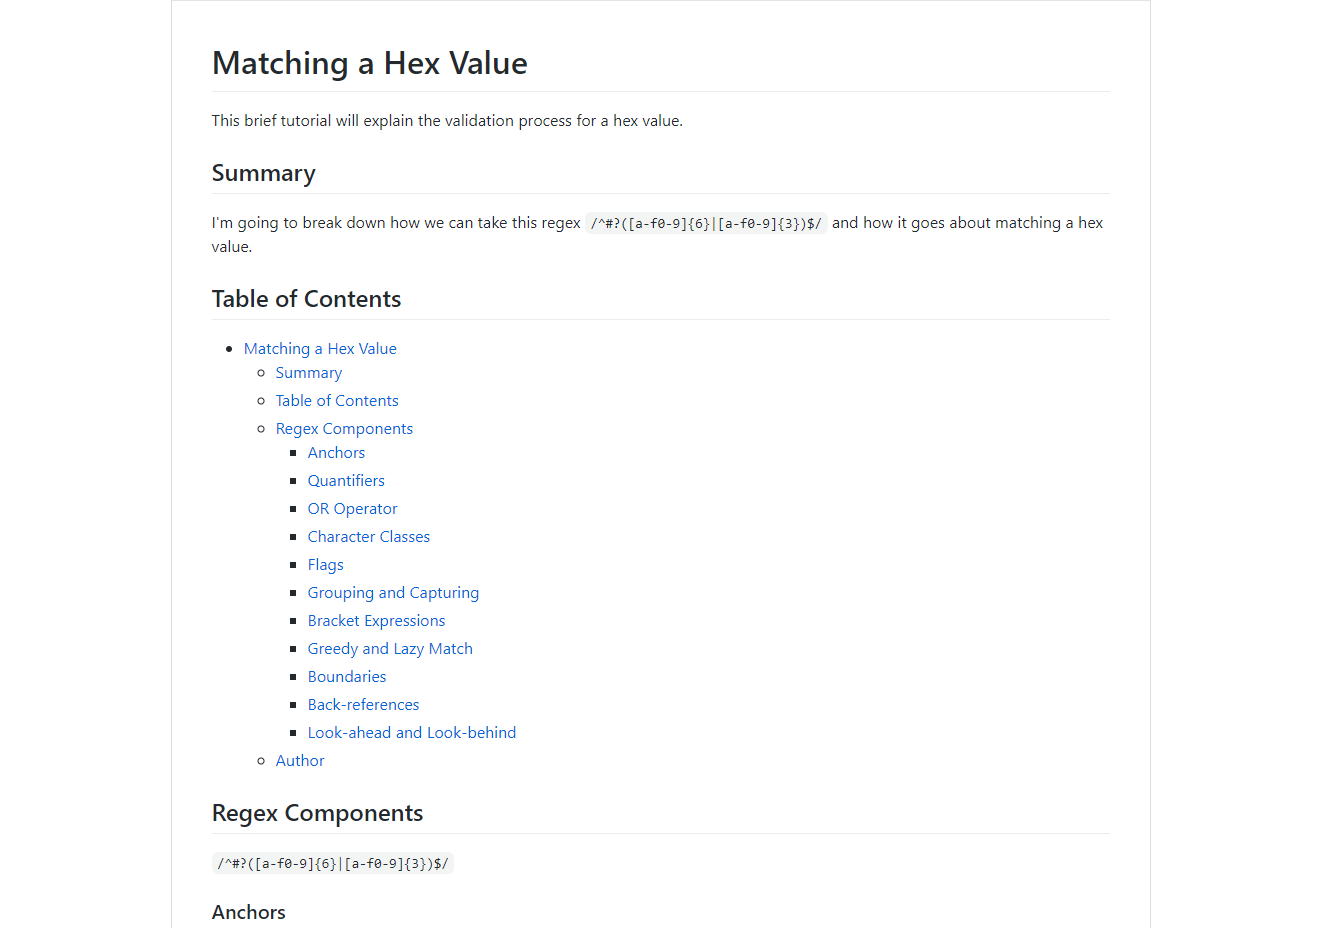 Matching a Hex Value
This brief tutorial will explain the validation process for a hex value.
Summary
I'm going to break down how we can take this regex /^#?([a-f0-9]{6}|[a-f0-9]{3})$/ and how it goes about matching a hex
value.
Table of Contents
Matching a Hex Value
Summary
Table of Contents
Regex Components
Anchors
Quantifiers
OR Operator
Character Classes
Flags
Grouping and Capturing
Bracket Expressions
Greedy and Lazy Match
Boundaries
Back-references
Look-ahead and Look-behind
Author
Regex Components
/^#?([a-f0-9]{6}|[a-f0-9]{3})$/
Anchors